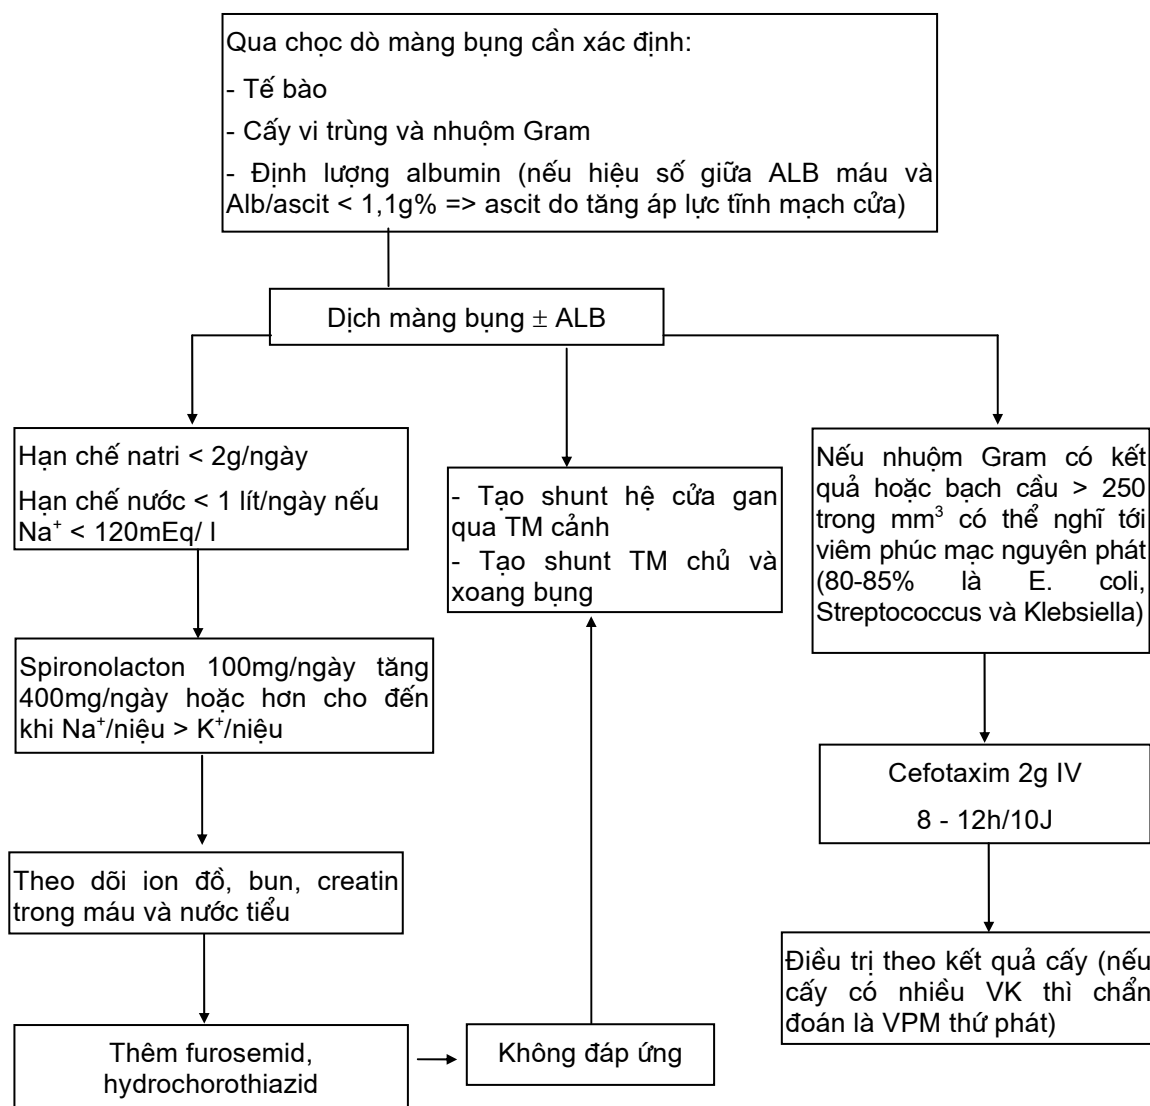 Qua chọc dò màng bụng cần xác định:
- Tế bào
- Cấy vi trùng và nhuộm Gram
- Định lượng albumin (nếu hiệu số giữa ALB máu và
Alb/ascit < 1,1g% => ascit do tăng áp lực tĩnh mạch cửa)
Dịch màng bụng ± ALB
Hạn chế natri < 2g/ngày
Hạn chế nước < 1 lít/ngày nếu
Na⁺ < 120mEq/ l
Spironolacton 100mg/ngày tăng
400mg/ngày hoặc hơn cho đến
khi Na⁺/niệu > K⁺/niệu
Theo dõi ion đồ, bun, creatin
trong máu và nước tiểu
Thêm furosemid,
hydrochorothiazid
Không đáp ứng
- Tạo shunt hệ cửa gan
qua TM cảnh
- Tạo shunt TM chủ và
xoang bụng
Nếu nhuộm Gram có kết
quả hoặc bạch cầu > 250
trong mm³ có thể nghĩ tới
viêm phúc mạc nguyên phát
(80-85% là E. coli,
Streptococcus và Klebsiella)
Cefotaxim 2g IV
8 - 12h/10J
Điều trị theo kết quả cấy (nếu
cấy có nhiều VK thì chẩn
đoán là VPM thứ phát)